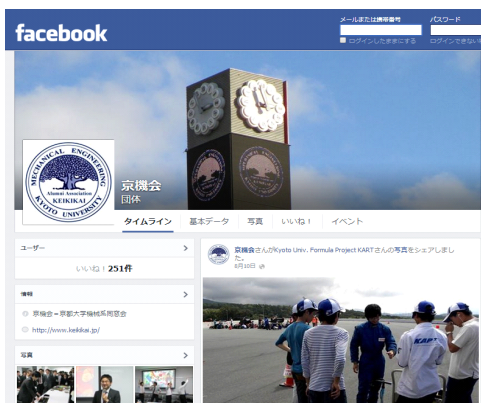 facebook
メールまたは携帯番号
パスワード
ログインしたままにする
ログインできない
MECHANICAL ENGINEERING
Alumni Association
KEIKIKAI
KYOTO UNIVERSITY
京機会
団体
タイムライン
基本データ
写真
いいね！
イベント
ユーザー
いいね！251件
情報
京機会＝京都大学機械系同窓会
http://www.keikikai.jp/
写真
京機会さんがKyoto Univ. Formula Project KARTさんの写真をシェアしまし
た。
8月10日
KART